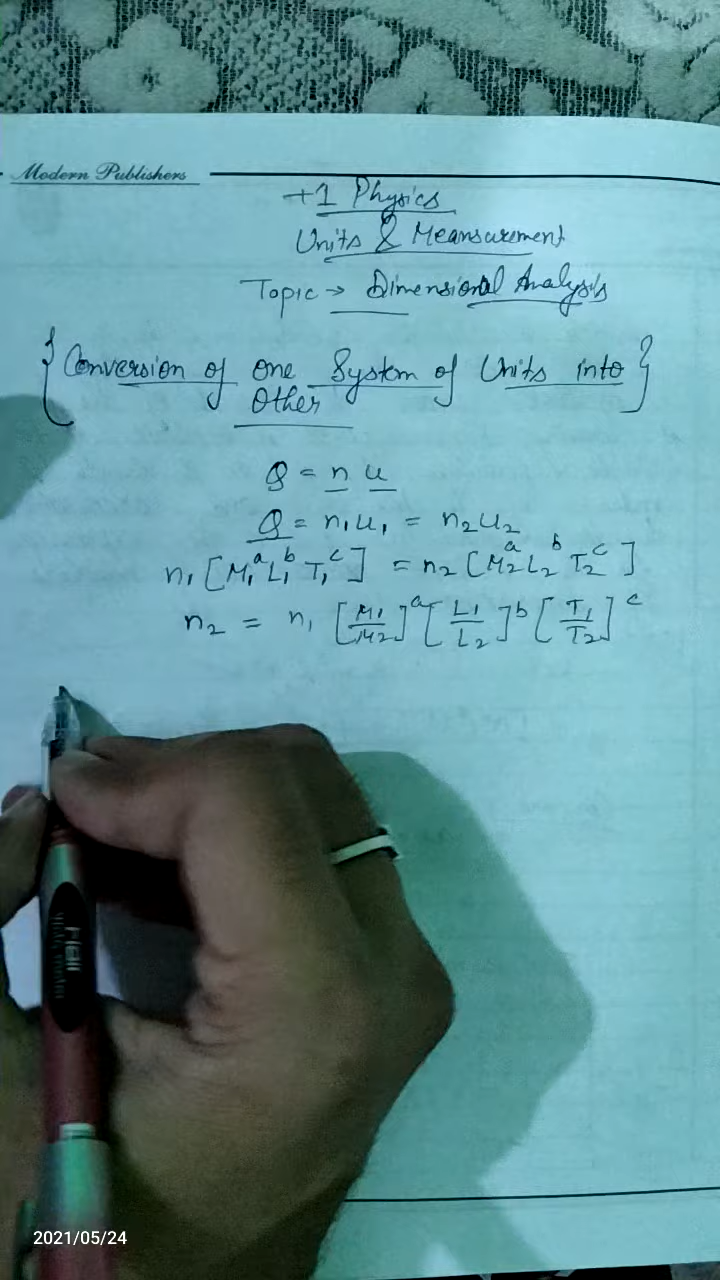 Modern Publishers
+1 Physics
Units & Meansurement
Topic → Dimensional Analysis
{Conversion of one System of Units into}
Other
Q = n u
Q = n₁u₁ = n₂u₂
n₁ [M₁ᵃ L₁ᵇ T₁ᶜ] = n₂ [M₂ᵃ L₂ᵇ T₂ᶜ]
n₂ = n₁ [M₁/M₂]ᵃ [L₁/L₂]ᵇ [T₁/T₂]ᶜ
2021/05/24